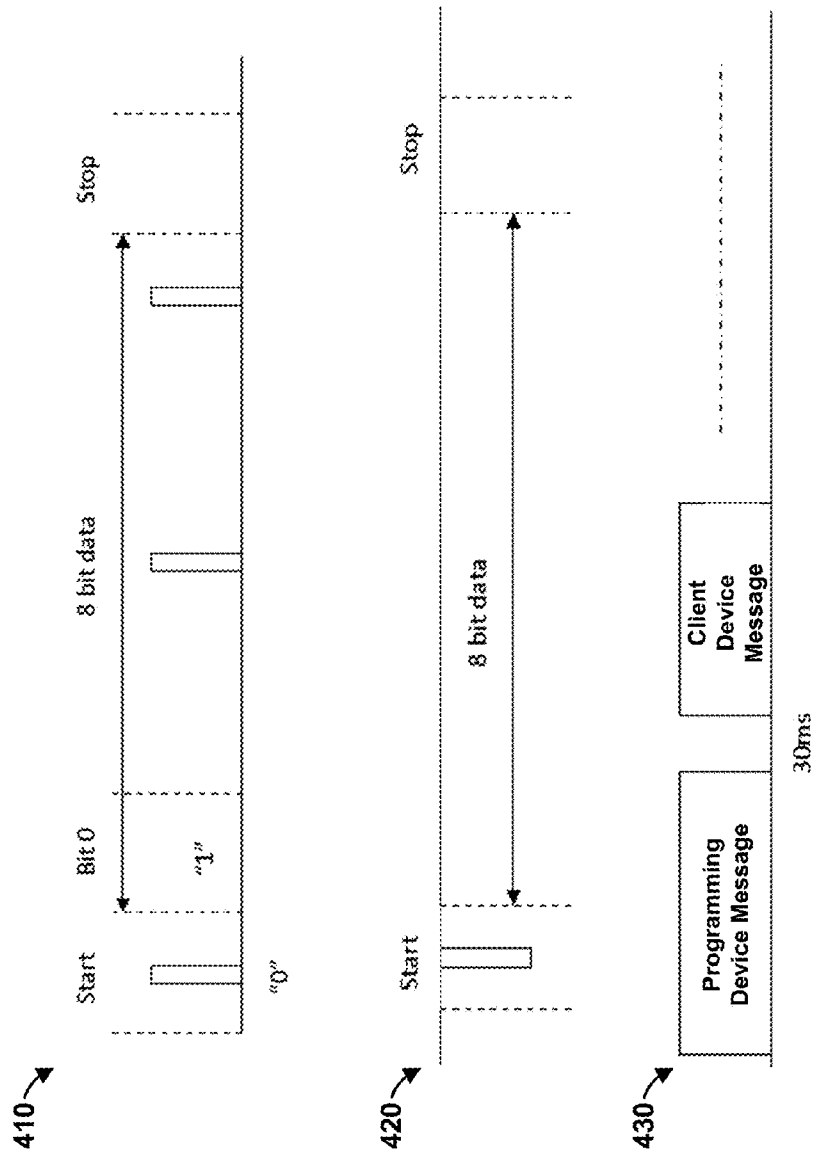 410
Start
Bit 0
8 bit data
Stop
"1"
"0"
420
Start
8 bit data
Stop
430
Programming
Device Message
Client
Device
Message
30ms